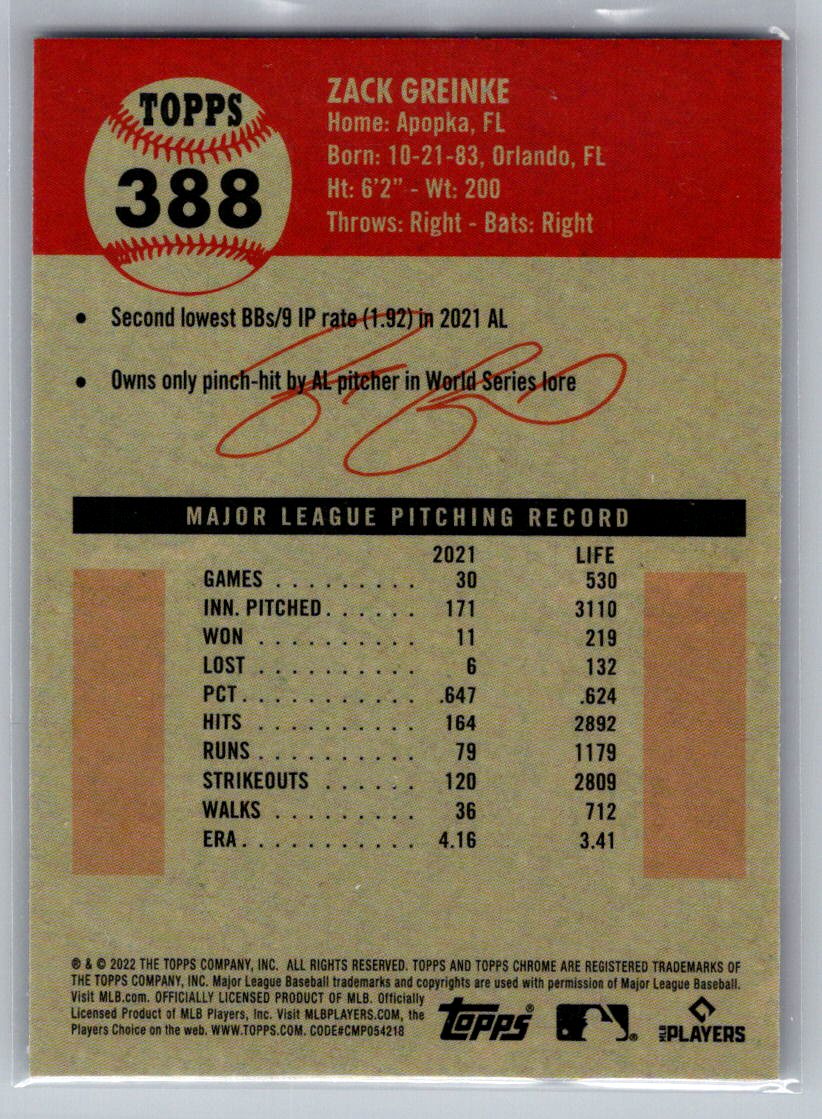 TOPPS
388
ZACK GREINKE
Home: Apopka, FL
Born: 10-21-83, Orlando, FL
Ht: 6'2" - Wt: 200
Throws: Right - Bats: Right
• Second lowest BBs/9 IP rate (1.92) in 2021 AL
• Owns only pinch-hit by AL pitcher in World Series lore
MAJOR LEAGUE PITCHING RECORD
2021 LIFE
GAMES . . . . . . . . . . 30 530
INN. PITCHED . . . . . . 171 3110
WON . . . . . . . . . . 11 219
LOST . . . . . . . . . . 6 132
PCT . . . . . . . . . . . .647 .624
HITS . . . . . . . . . . 164 2892
RUNS . . . . . . . . . . 79 1179
STRIKEOUTS . . . . . . 120 2809
WALKS . . . . . . . . . 36 712
ERA . . . . . . . . . . . 4.16 3.41
® & © 2022 THE TOPPS COMPANY, INC. ALL RIGHTS RESERVED. TOPPS AND TOPPS CHROME ARE REGISTERED TRADEMARKS OF
THE TOPPS COMPANY, INC. Major League Baseball trademarks and copyrights are used with permission of Major League Baseball.
Visit MLB.com. OFFICIALLY LICENSED PRODUCT OF MLB. Officially
Licensed Product of MLB Players, Inc. Visit MLBPLAYERS.COM, the
Players Choice on the web. WWW.TOPPS.COM. CODE#CMP054218
topps®
MLB PLAYERS